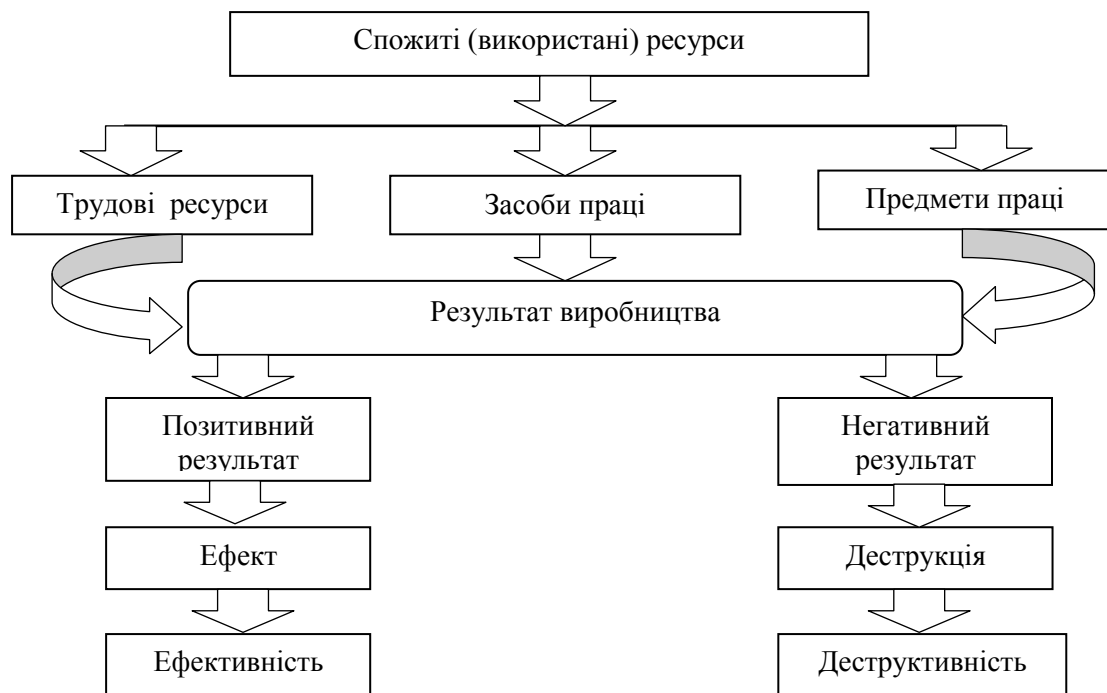 Спожиті (використані) ресурси
Трудові ресурси
Засоби праці
Предмети праці
Результат виробництва
Позитивний
результат
Негативний
результат
Ефект
Деструкція
Ефективність
Деструктивність